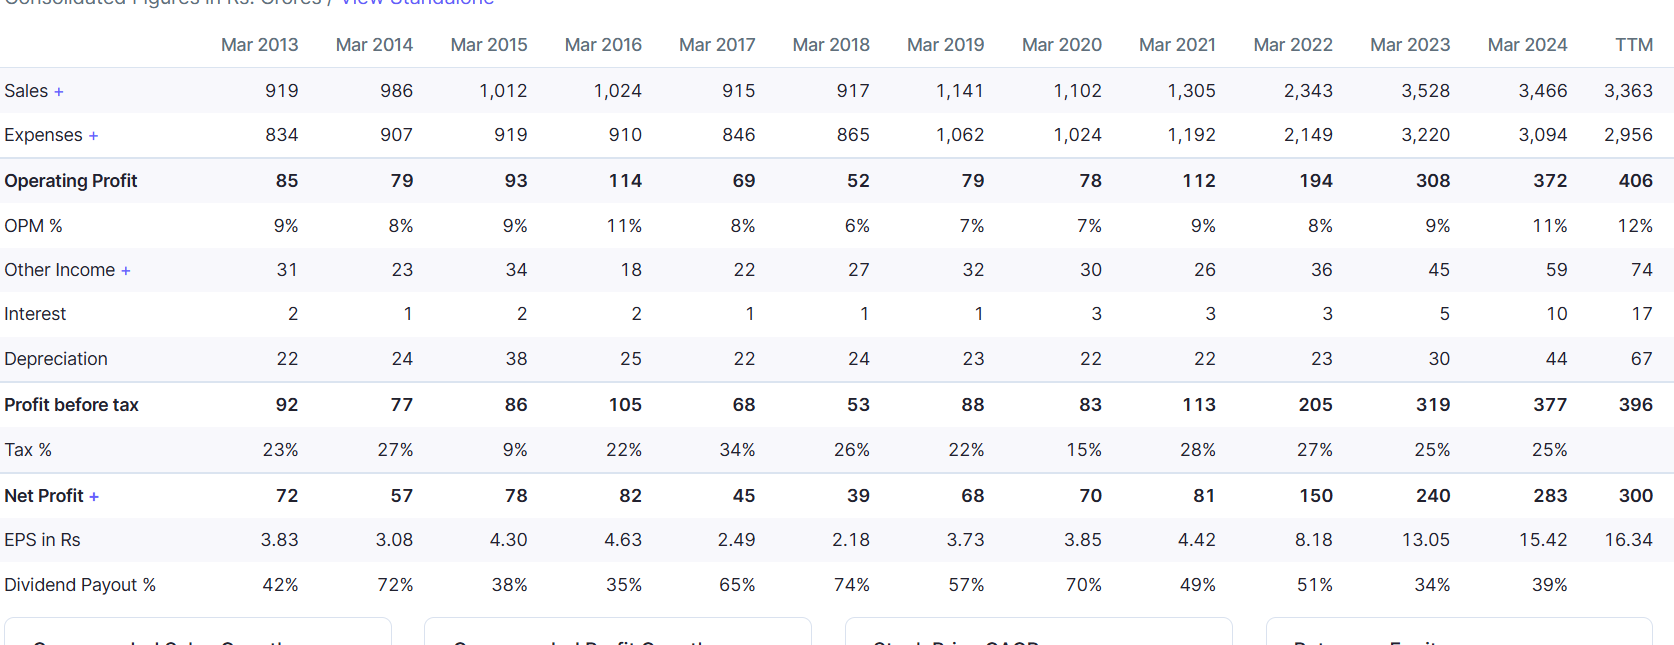 Consolidated Figures in Rs. Crores / View Standalone
Mar 2013 Mar 2014 Mar 2015 Mar 2016 Mar 2017 Mar 2018 Mar 2019 Mar 2020 Mar 2021 Mar 2022 Mar 2023 Mar 2024 TTM
Sales + 919 986 1,012 1,024 915 917 1,141 1,102 1,305 2,343 3,528 3,466 3,363
Expenses + 834 907 919 910 846 865 1,062 1,024 1,192 2,149 3,220 3,094 2,956
Operating Profit 85 79 93 114 69 52 79 78 112 194 308 372 406
OPM % 9% 8% 9% 11% 8% 6% 7% 7% 9% 8% 9% 11% 12%
Other Income + 31 23 34 18 22 27 32 30 26 36 45 59 74
Interest 2 1 2 2 1 1 1 3 3 3 5 10 17
Depreciation 22 24 38 25 22 24 23 22 22 23 30 44 67
Profit before tax 92 77 86 105 68 53 88 83 113 205 319 377 396
Tax % 23% 27% 9% 22% 34% 26% 22% 15% 28% 27% 25% 25%
Net Profit + 72 57 78 82 45 39 68 70 81 150 240 283 300
EPS in Rs 3.83 3.08 4.30 4.63 2.49 2.18 3.73 3.85 4.42 8.18 13.05 15.42 16.34
Dividend Payout % 42% 72% 38% 35% 65% 74% 57% 70% 49% 51% 34% 39%
Compounded Sales Growth Compounded Profit Growth Stock Price CAGR Return on Equity